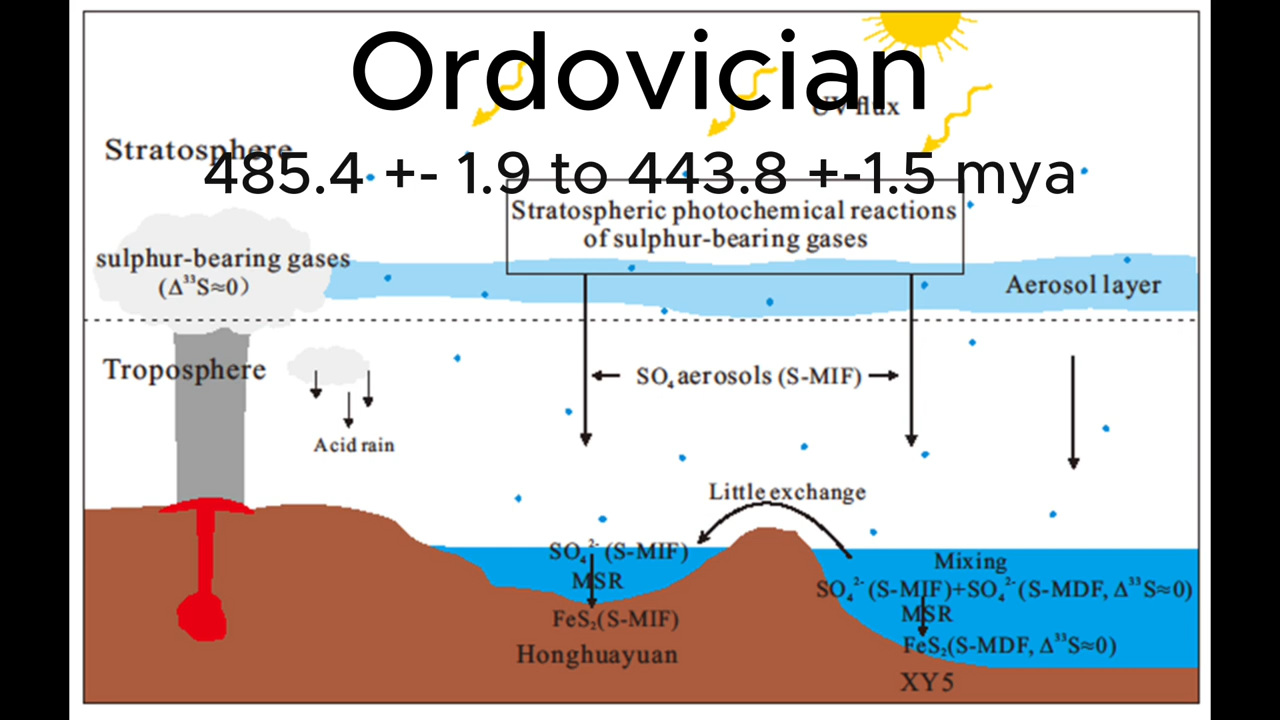 Ordovician
UV flux
Stratosphere
485.4 +- 1.9 to 443.8 +-1.5 mya
Stratospheric photochemical reactions
of sulphur-bearing gases
sulphur-bearing gases
(Δ³³S≈0)
Aerosol layer
Troposphere
SO₄ aerosols (S-MIF)
Acid rain
Little exchange
SO₄²⁻(S-MIF)
MSR
FeS₂(S-MIF)
Honghuayuan
Mixing
SO₄²⁻(S-MIF)+SO₄²⁻(S-MDF, Δ³³S≈0)
MSR
FeS₂(S-MDF, Δ³³S≈0)
XY5